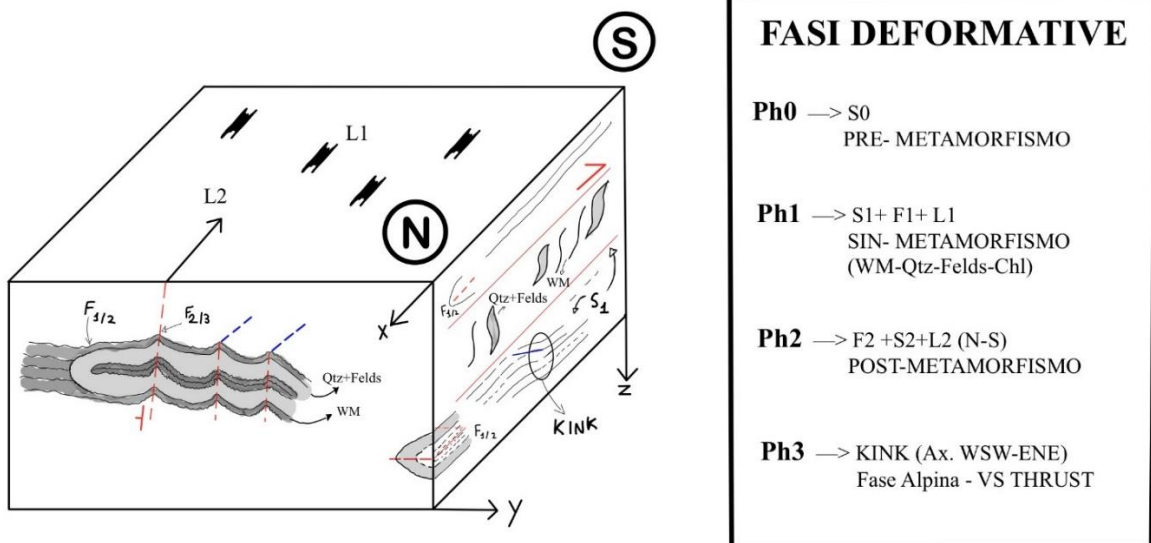 S
N
L1
L2
F1/2
F2/3
Qtz+Felds
WM
X
F1/2
Qtz+Felds
WM
S1
KINK
F1/2
Z
y
FASI DEFORMATIVE
Ph0 —> S0
PRE- METAMORFISMO
Ph1 —> S1+ F1+ L1
SIN- METAMORFISMO
(WM-Qtz-Felds-Chl)
Ph2 —> F2 +S2+L2 (N-S)
POST-METAMORFISMO
Ph3 —> KINK (Ax. WSW-ENE)
Fase Alpina - VS THRUST